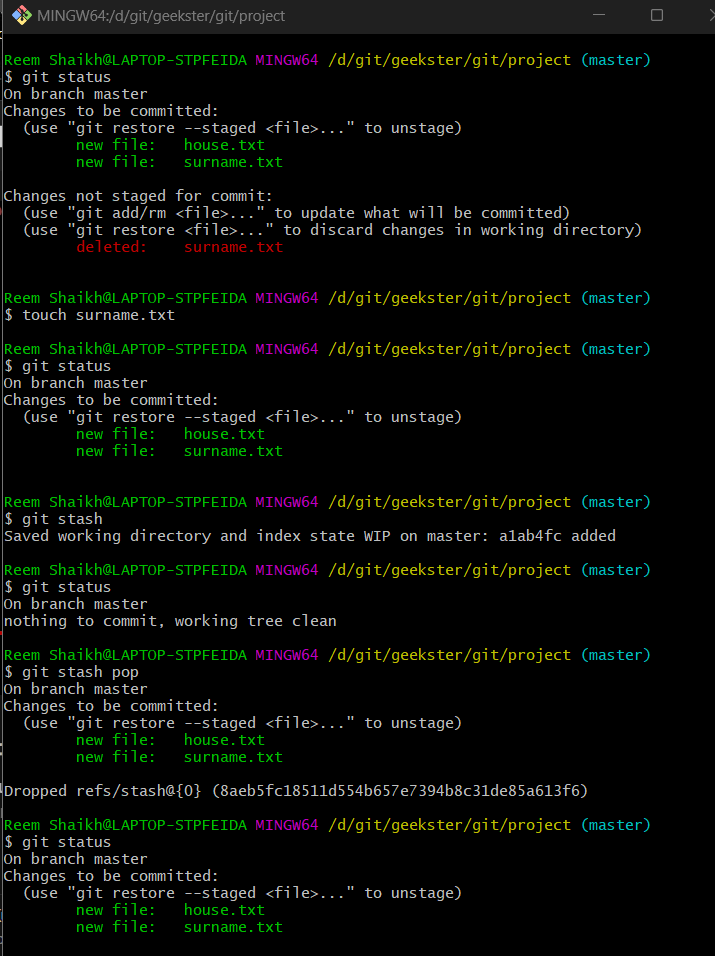 MINGW64:/d/git/geekster/git/project
Reem Shaikh@LAPTOP-STPFEIDA MINGW64 /d/git/geekster/git/project (master)
$ git status
On branch master
Changes to be committed:
  (use "git restore --staged <file>..." to unstage)
        new file:   house.txt
        new file:   surname.txt

Changes not staged for commit:
  (use "git add/rm <file>..." to update what will be committed)
  (use "git restore <file>..." to discard changes in working directory)
        deleted:    surname.txt

Reem Shaikh@LAPTOP-STPFEIDA MINGW64 /d/git/geekster/git/project (master)
$ touch surname.txt

Reem Shaikh@LAPTOP-STPFEIDA MINGW64 /d/git/geekster/git/project (master)
$ git status
On branch master
Changes to be committed:
  (use "git restore --staged <file>..." to unstage)
        new file:   house.txt
        new file:   surname.txt

Reem Shaikh@LAPTOP-STPFEIDA MINGW64 /d/git/geekster/git/project (master)
$ git stash
Saved working directory and index state WIP on master: a1ab4fc added

Reem Shaikh@LAPTOP-STPFEIDA MINGW64 /d/git/geekster/git/project (master)
$ git status
On branch master
nothing to commit, working tree clean

Reem Shaikh@LAPTOP-STPFEIDA MINGW64 /d/git/geekster/git/project (master)
$ git stash pop
On branch master
Changes to be committed:
  (use "git restore --staged <file>..." to unstage)
        new file:   house.txt
        new file:   surname.txt

Dropped refs/stash@{0} (8aeb5fc18511d554b657e7394b8c31de85a613f6)

Reem Shaikh@LAPTOP-STPFEIDA MINGW64 /d/git/geekster/git/project (master)
$ git status
On branch master
Changes to be committed:
  (use "git restore --staged <file>..." to unstage)
        new file:   house.txt
        new file:   surname.txt